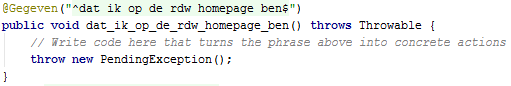 @Gegeven("^dat ik op de rdw homepage ben$")
public void dat_ik_op_de_rdw_homepage_ben() throws Throwable {
// Write code here that turns the phrase above into concrete actions
throw new PendingException();
}